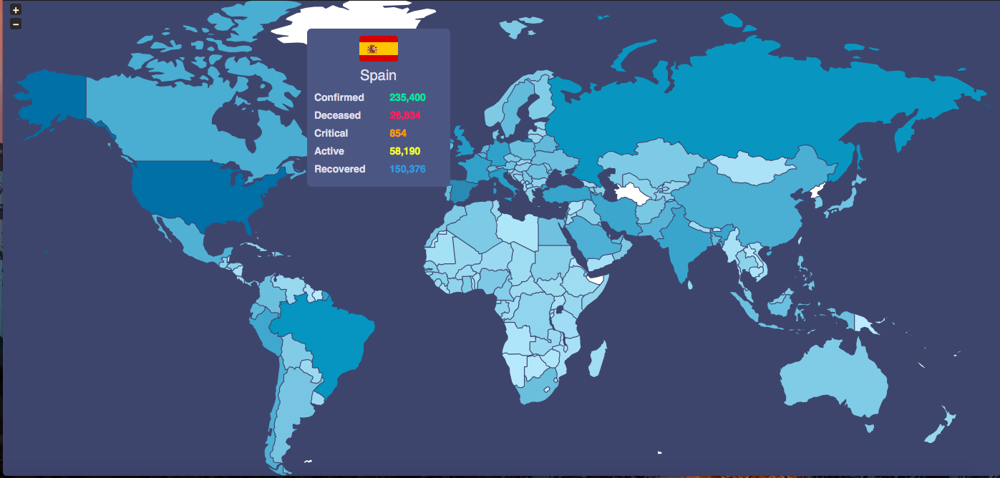 +
−
Spain
Confirmed 235,400
Deceased 26,834
Critical 854
Active 58,190
Recovered 150,376